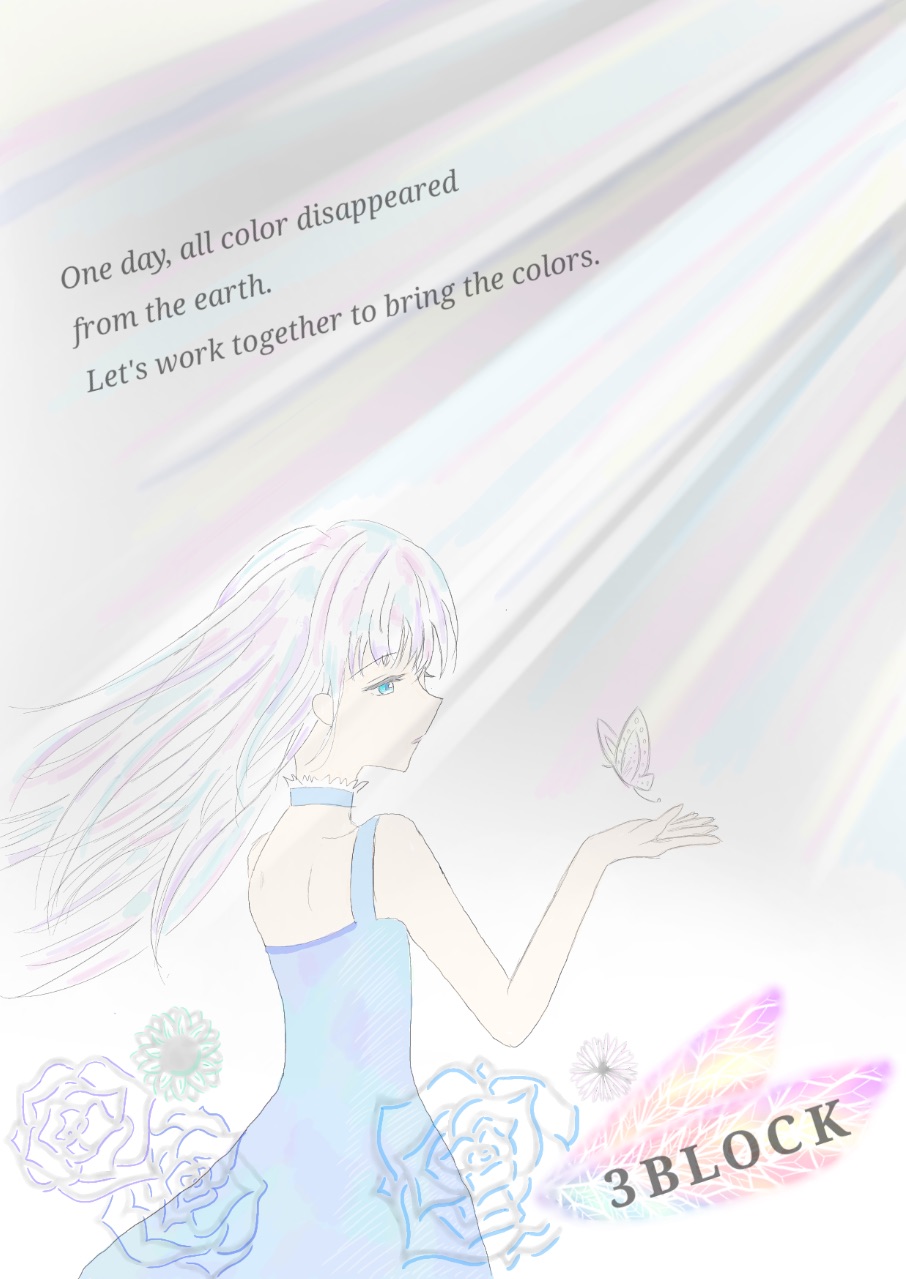 One day, all color disappeared
from the earth.
Let's work together to bring the colors.
3BLOCK